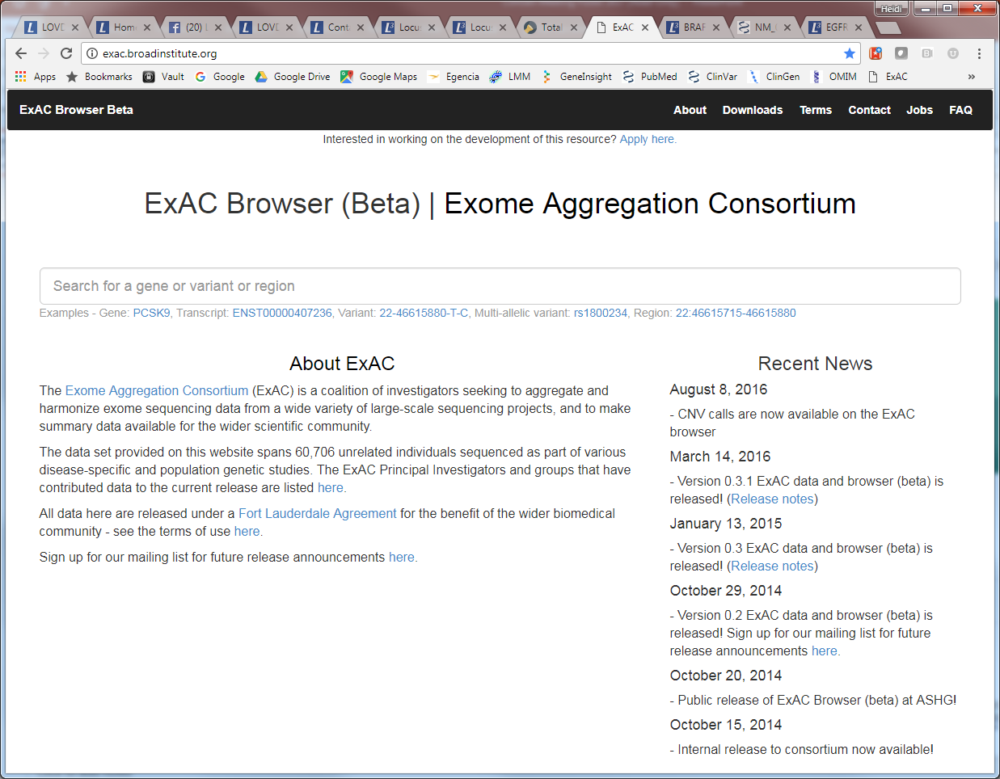 Heidi
LOVD
Home
(20) L
LOVD
Cont
Locu
Locu
Total
ExAC
BRAF
NM_
EGFR
exac.broadinstitute.org
Apps
Bookmarks
Vault
Google
Google Drive
Google Maps
Egencia
LMM
GeneInsight
PubMed
ClinVar
ClinGen
OMIM
ExAC
»
ExAC Browser Beta
About
Downloads
Terms
Contact
Jobs
FAQ
Interested in working on the development of this resource? Apply here.
ExAC Browser (Beta) | Exome Aggregation Consortium
Search for a gene or variant or region
Examples - Gene: PCSK9, Transcript: ENST00000407236, Variant: 22-46615880-T-C, Multi-allelic variant: rs1800234, Region: 22:46615715-46615880
About ExAC
The Exome Aggregation Consortium (ExAC) is a coalition of investigators seeking to aggregate and
harmonize exome sequencing data from a wide variety of large-scale sequencing projects, and to make
summary data available for the wider scientific community.
The data set provided on this website spans 60,706 unrelated individuals sequenced as part of various
disease-specific and population genetic studies. The ExAC Principal Investigators and groups that have
contributed data to the current release are listed here.
All data here are released under a Fort Lauderdale Agreement for the benefit of the wider biomedical
community - see the terms of use here.
Sign up for our mailing list for future release announcements here.
Recent News
August 8, 2016
- CNV calls are now available on the ExAC
browser
March 14, 2016
- Version 0.3.1 ExAC data and browser (beta) is
released! (Release notes)
January 13, 2015
- Version 0.3 ExAC data and browser (beta) is
released! (Release notes)
October 29, 2014
- Version 0.2 ExAC data and browser (beta) is
released! Sign up for our mailing list for future
release announcements here.
October 20, 2014
- Public release of ExAC Browser (beta) at ASHG!
October 15, 2014
- Internal release to consortium now available!